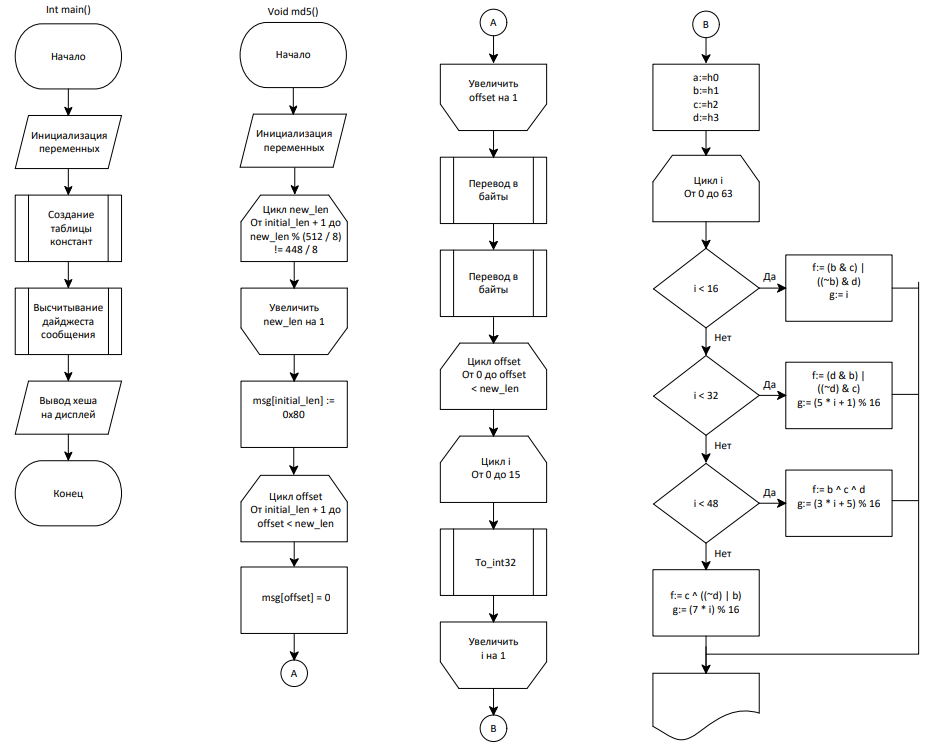 Int main()
Начало
Инициализация
переменных
Создание
таблицы
констант
Высчитывание
дайджеста
сообщения
Вывод хеша
на дисплей
Конец
Void md5()
Начало
Инициализация
переменных
Цикл new_len
От initial_len + 1 до
new_len % (512 / 8)
!= 448 / 8
Увеличить
new_len на 1
msg[initial_len] :=
0x80
Цикл offset
От initial_len + 1 до
offset < new_len
msg[offset] = 0
A
A
Увеличить
offset на 1
Перевод в
байты
Перевод в
байты
Цикл offset
От 0 до offset
< new_len
Цикл i
От 0 до 15
To_int32
Увеличить
i на 1
B
B
a:=h0
b:=h1
c:=h2
d:=h3
Цикл i
От 0 до 63
i < 16
Да
f:= (b & c) |
((~b) & d)
g:= i
Нет
i < 32
Да
f:= (d & b) |
((~d) & c)
g:= (5 * i + 1) % 16
Нет
i < 48
Да
f:= b ^ c ^ d
g:= (3 * i + 5) % 16
Нет
f:= c ^ ((~d) | b)
g:= (7 * i) % 16